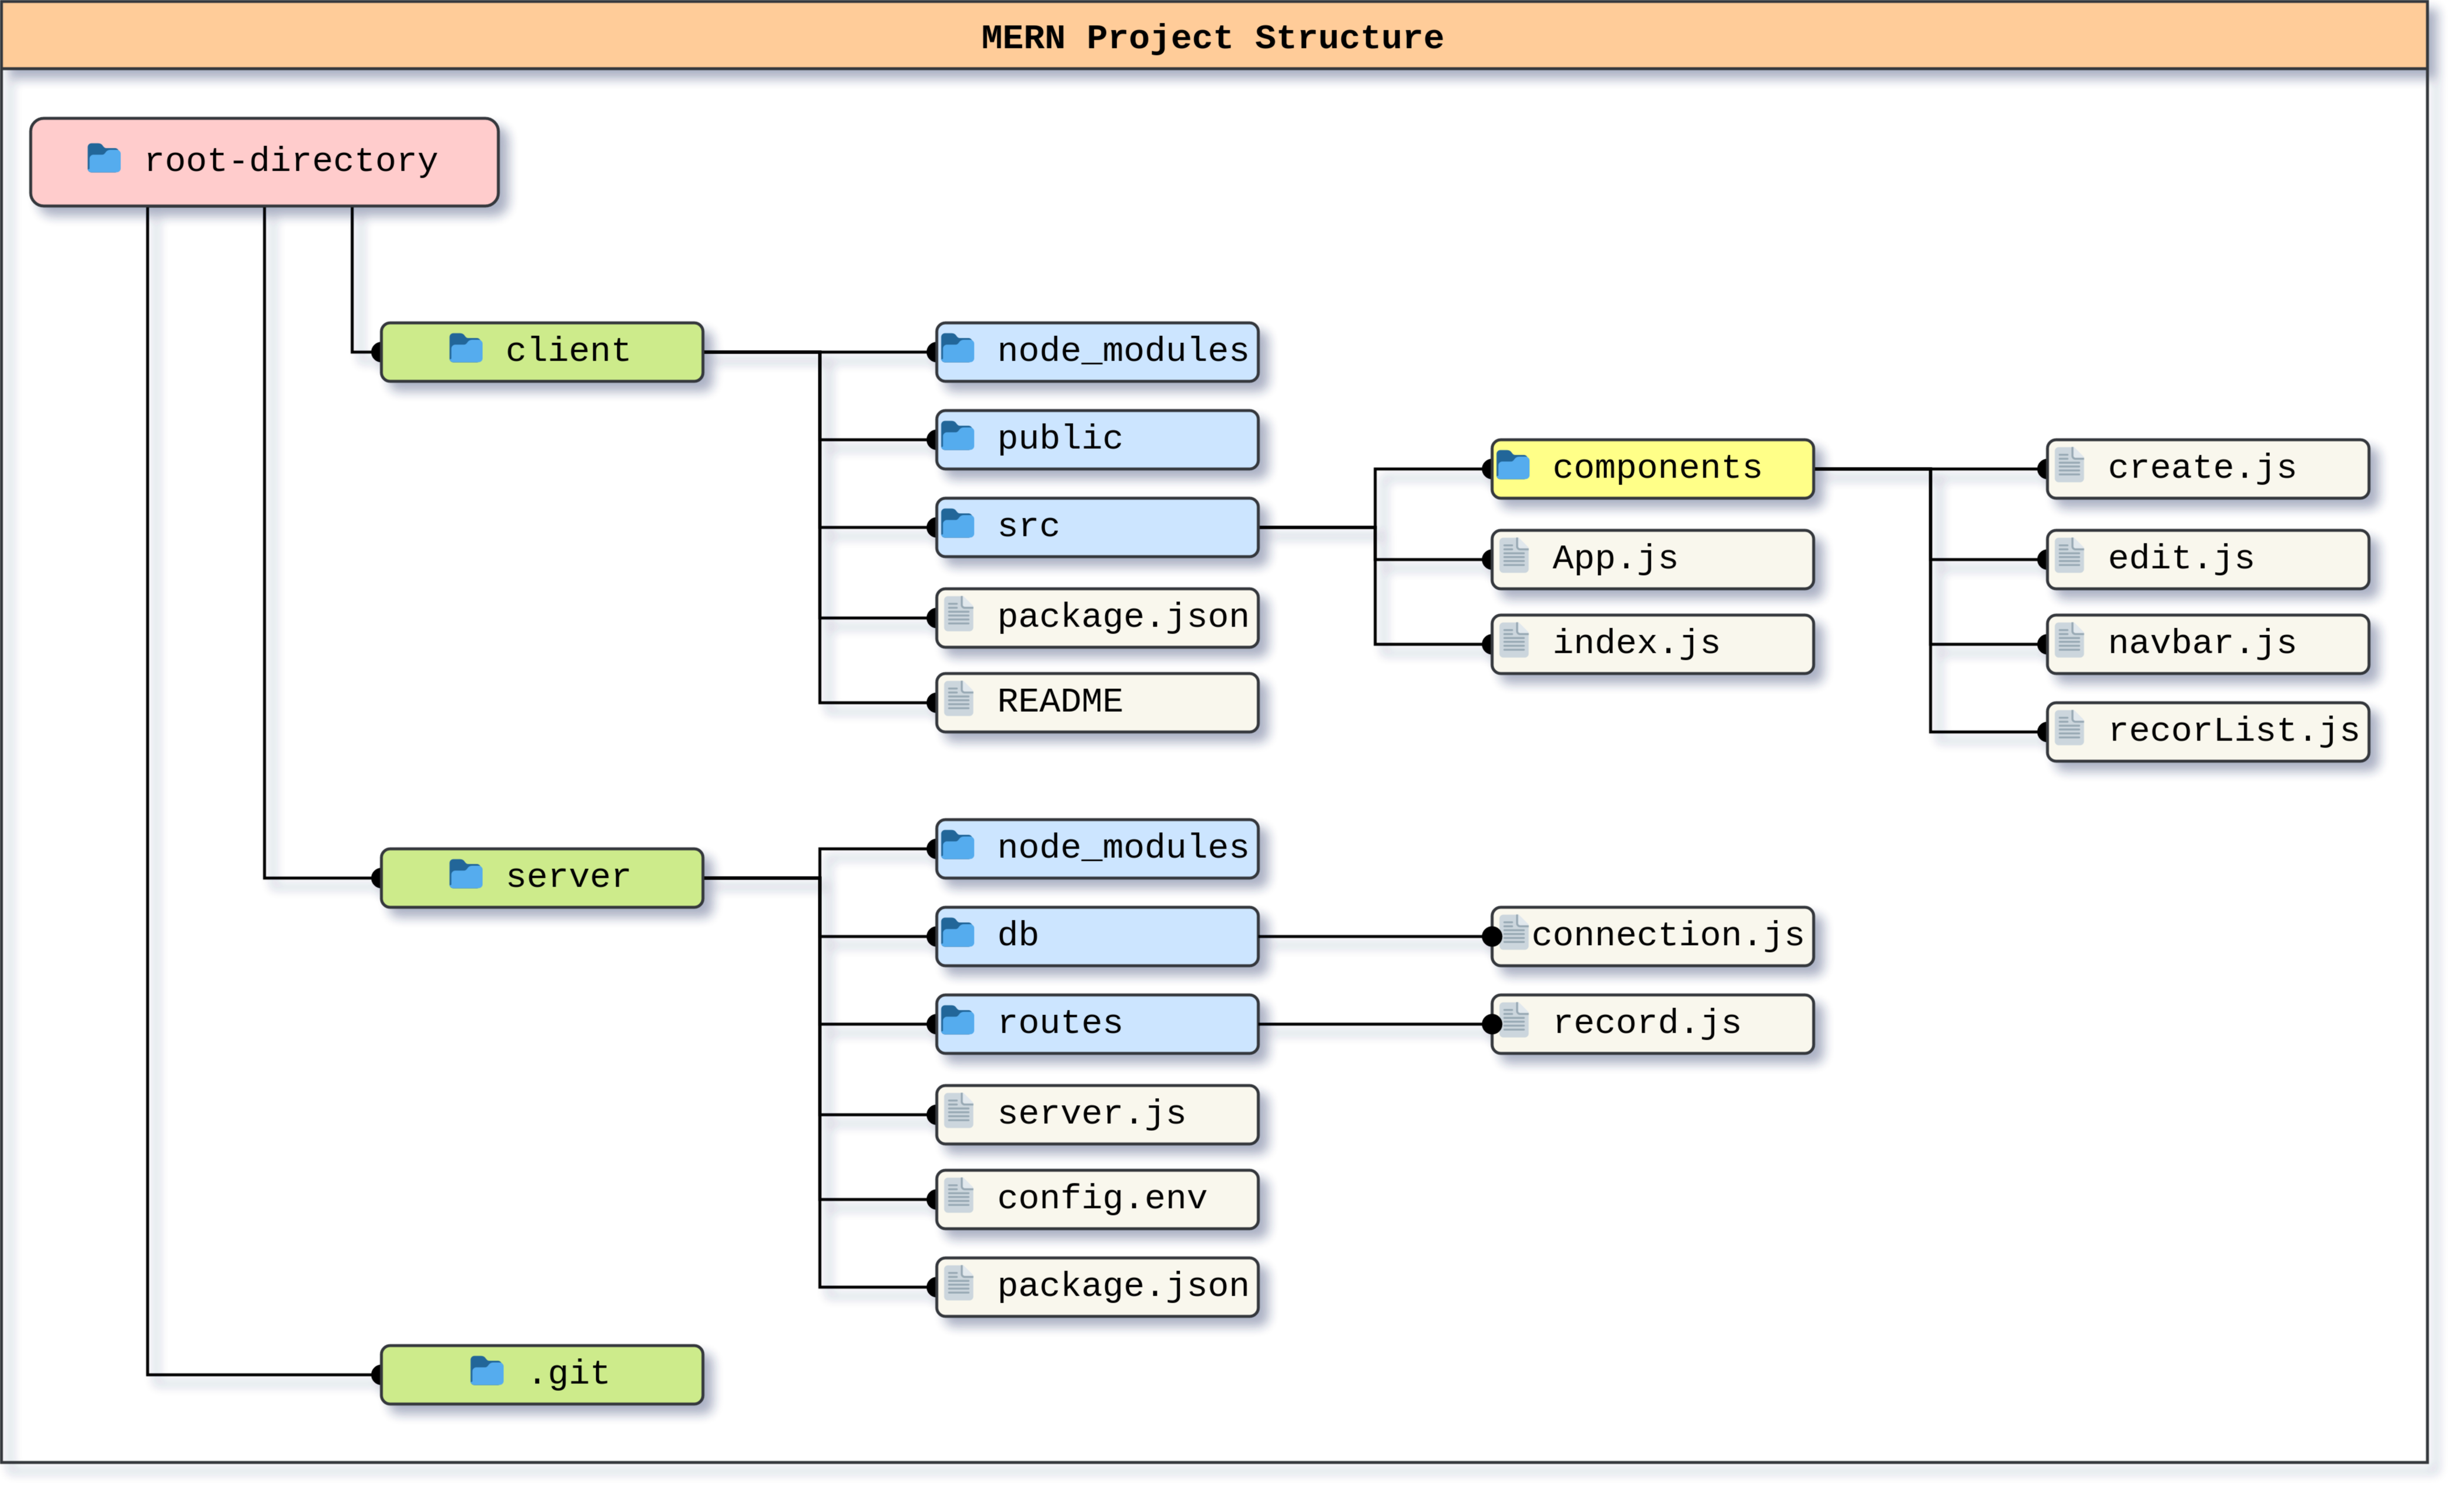 MERN Project Structure
root-directory
client
node_modules
public
src
package.json
README
components
App.js
index.js
create.js
edit.js
navbar.js
recorList.js
server
node_modules
db
routes
server.js
config.env
package.json
connection.js
record.js
.git